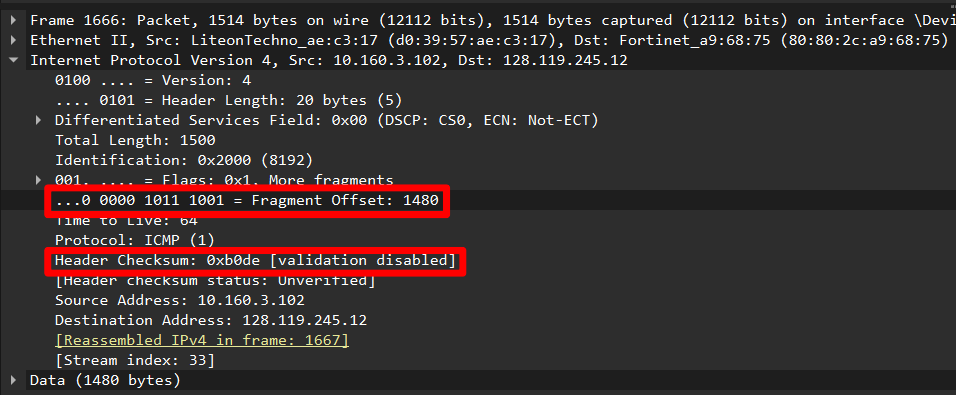 Frame 1666: Packet, 1514 bytes on wire (12112 bits), 1514 bytes captured (12112 bits) on interface \Devi
Ethernet II, Src: LiteonTechno_ae:c3:17 (d0:39:57:ae:c3:17), Dst: Fortinet_a9:68:75 (80:80:2c:a9:68:75)
Internet Protocol Version 4, Src: 10.160.3.102, Dst: 128.119.245.12
0100 .... = Version: 4
.... 0101 = Header Length: 20 bytes (5)
Differentiated Services Field: 0x00 (DSCP: CS0, ECN: Not-ECT)
Total Length: 1500
Identification: 0x2000 (8192)
001. .... = Flags: 0x1, More fragments
...0 0000 1011 1001 = Fragment Offset: 1480
Time to Live: 64
Protocol: ICMP (1)
Header Checksum: 0xb0de [validation disabled]
[Header checksum status: Unverified]
Source Address: 10.160.3.102
Destination Address: 128.119.245.12
[Reassembled IPv4 in frame: 1667]
[Stream index: 33]
Data (1480 bytes)